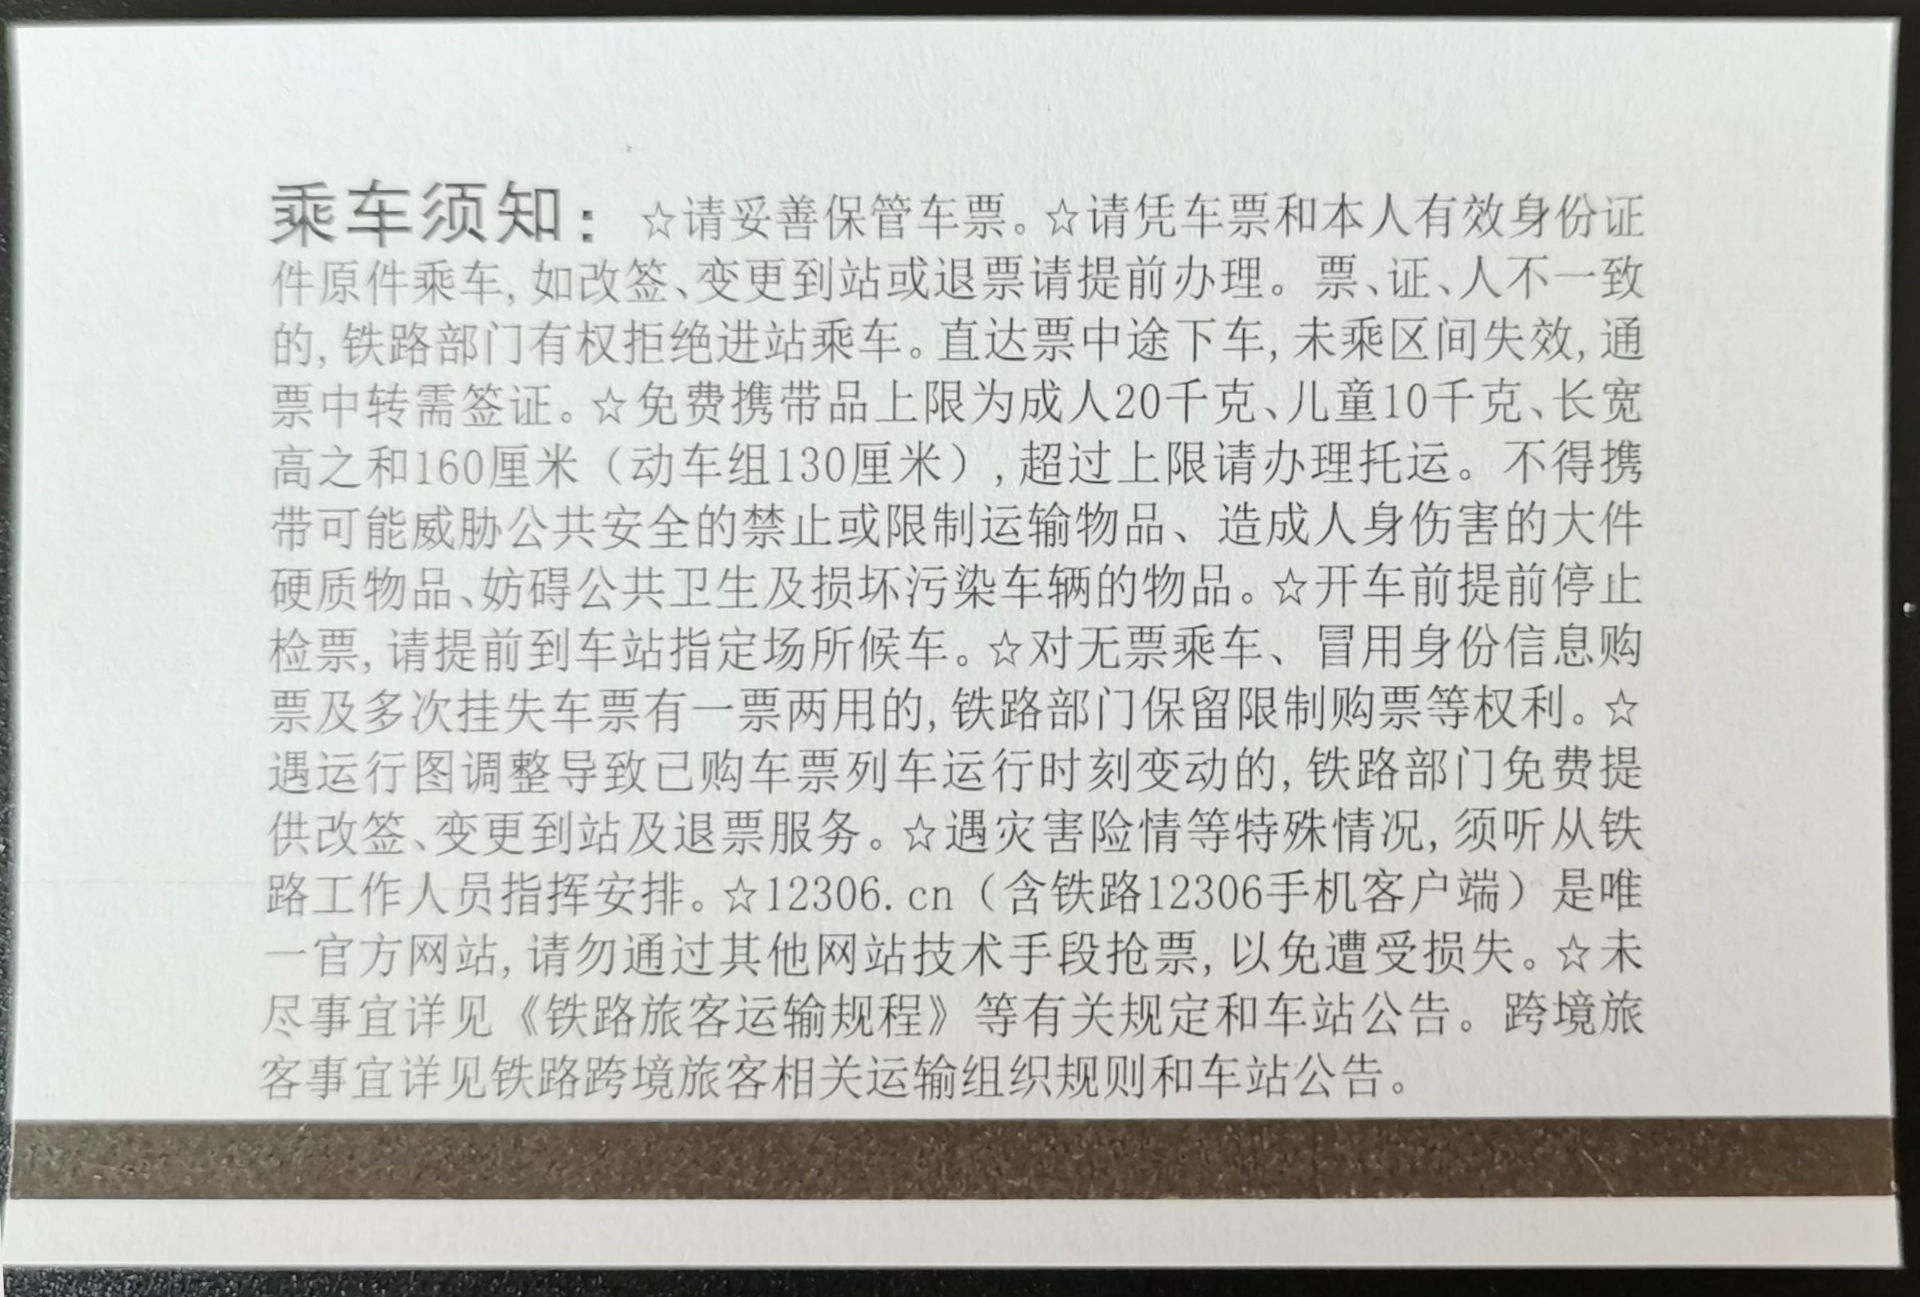 乘车须知：☆请妥善保管车票。☆请凭车票和本人有效身份证
件原件乘车,如改签、变更到站或退票请提前办理。票、证、人不一致
的,铁路部门有权拒绝进站乘车。直达票中途下车,未乘区间失效,通
票中转需签证。☆免费携带品上限为成人20千克、儿童10千克、长宽
高之和160厘米（动车组130厘米）,超过上限请办理托运。不得携
带可能威胁公共安全的禁止或限制运输物品、造成人身伤害的大件
硬质物品、妨碍公共卫生及损坏污染车辆的物品。☆开车前提前停止
检票,请提前到车站指定场所候车。☆对无票乘车、冒用身份信息购
票及多次挂失车票有一票两用的,铁路部门保留限制购票等权利。☆
遇运行图调整导致已购车票列车运行时刻变动的,铁路部门免费提
供改签、变更到站及退票服务。☆遇灾害险情等特殊情况,须听从铁
路工作人员指挥安排。☆12306.cn（含铁路12306手机客户端）是唯
一官方网站,请勿通过其他网站技术手段抢票,以免遭受损失。☆未
尽事宜详见《铁路旅客运输规程》等有关规定和车站公告。跨境旅
客事宜详见铁路跨境旅客相关运输组织规则和车站公告。